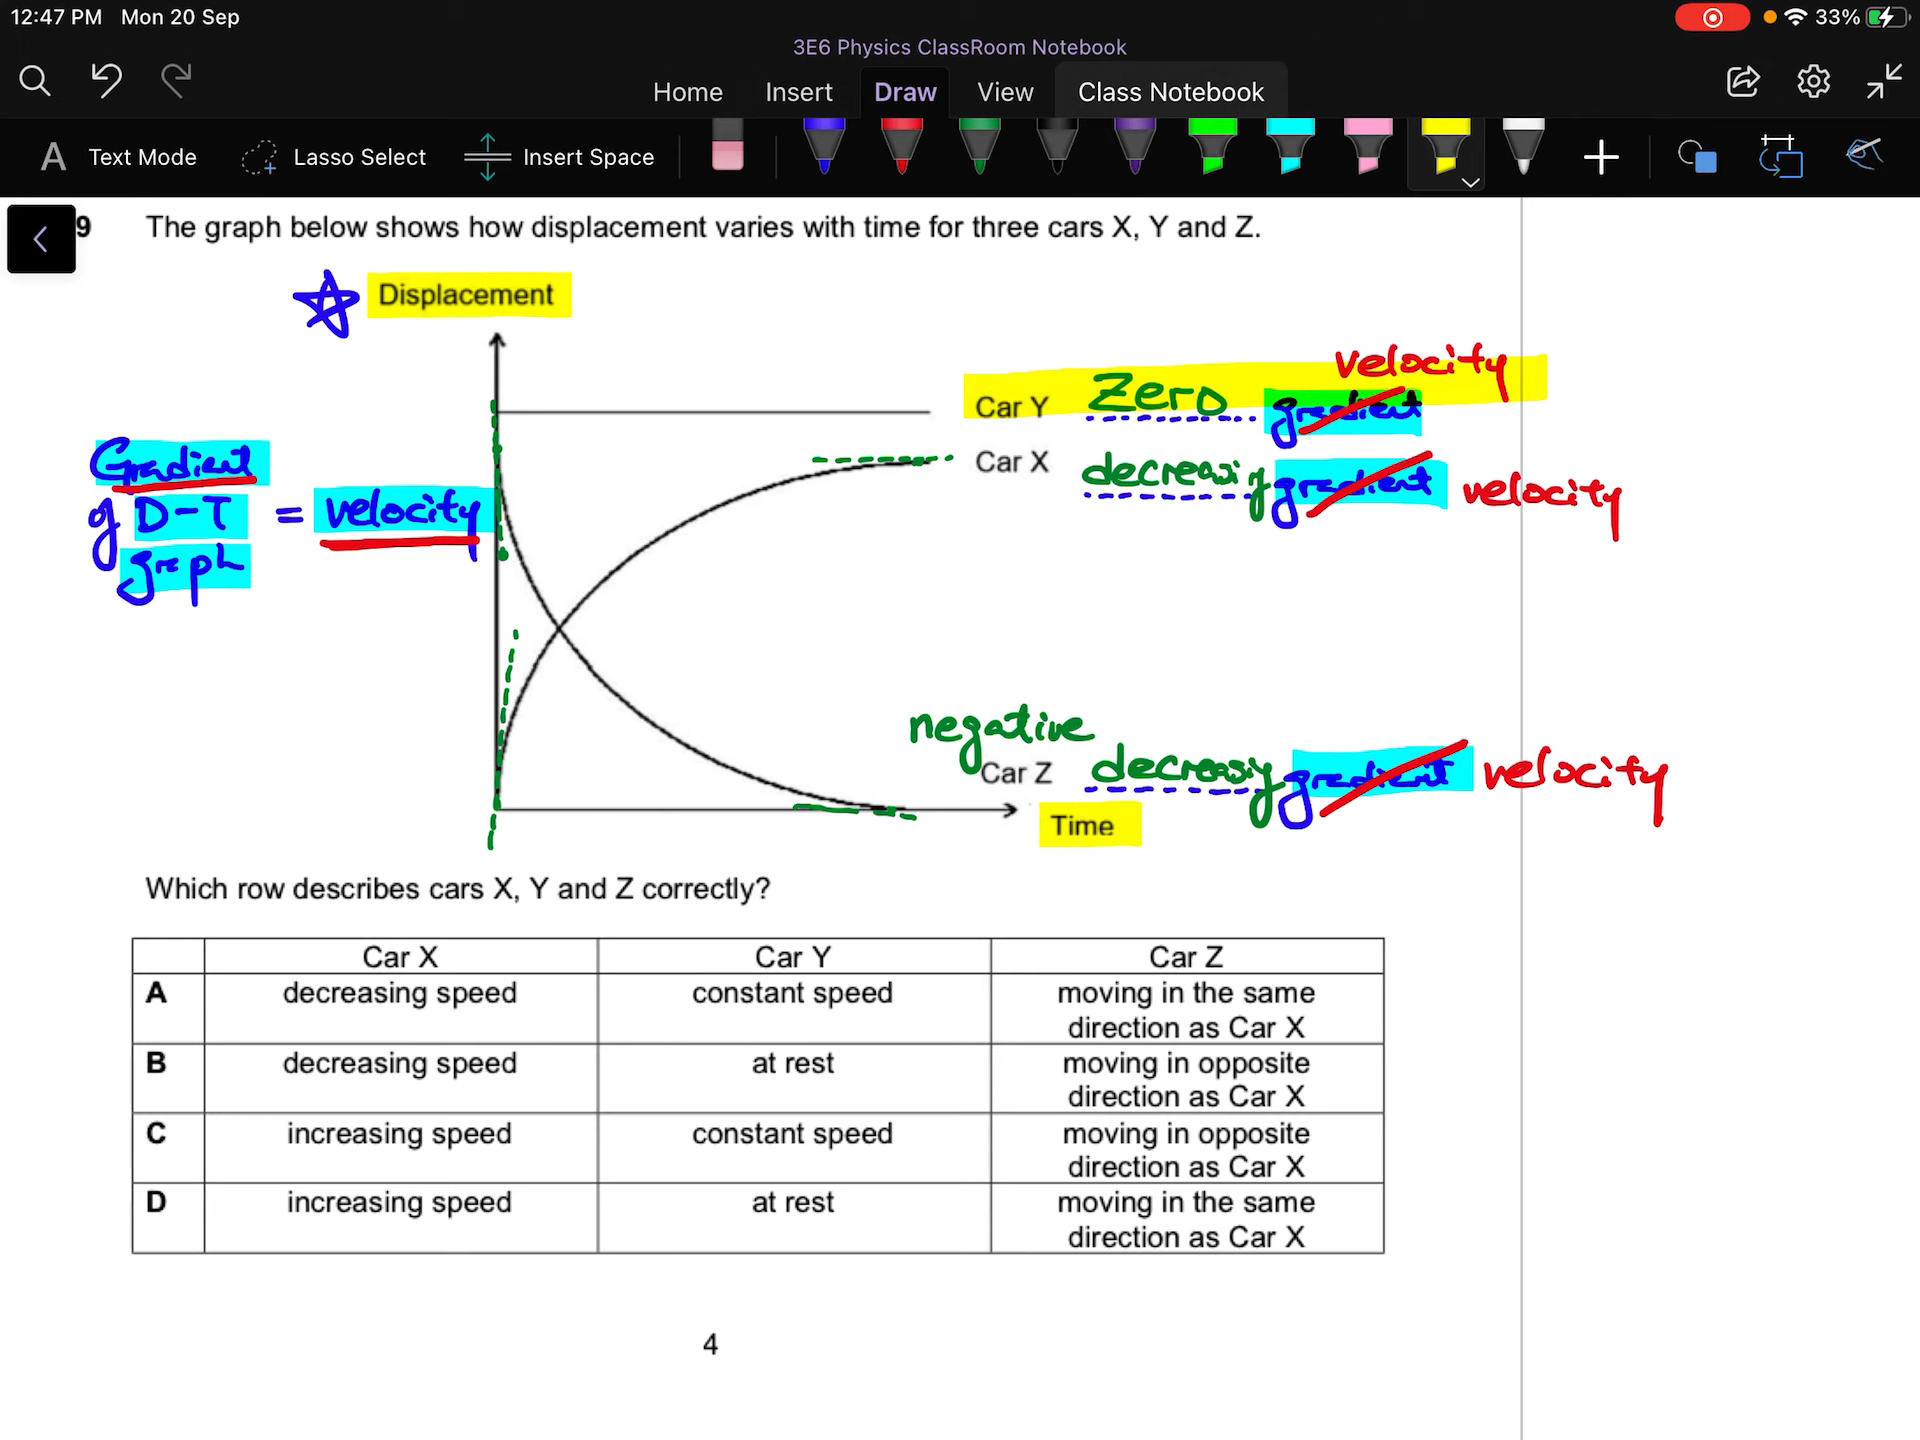 12:47 PM Mon 20 Sep
33%
3E6 Physics ClassRoom Notebook
Home Insert Draw View Class Notebook
A Text Mode Lasso Select Insert Space
9 The graph below shows how displacement varies with time for three cars X, Y and Z.
Displacement
velocity
Car Y Zero gradient
Car X decreasing gradient velocity
Gradient
g D-T = velocity
graph
negative
Car Z decreasig gradient velocity
Time
Which row describes cars X, Y and Z correctly?
Car X Car Y Car Z
A decreasing speed constant speed moving in the same
direction as Car X
B decreasing speed at rest moving in opposite
direction as Car X
C increasing speed constant speed moving in opposite
direction as Car X
D increasing speed at rest moving in the same
direction as Car X
4